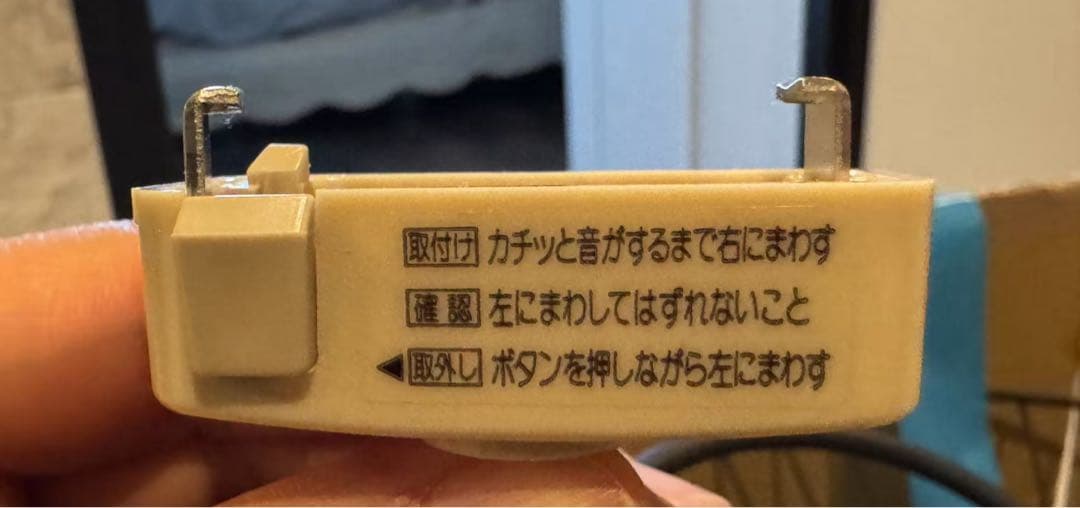 取付け カチッと音がするまで右にまわす
確認 左にまわしてはずれないこと
◀取外し ボタンを押しながら左にまわす